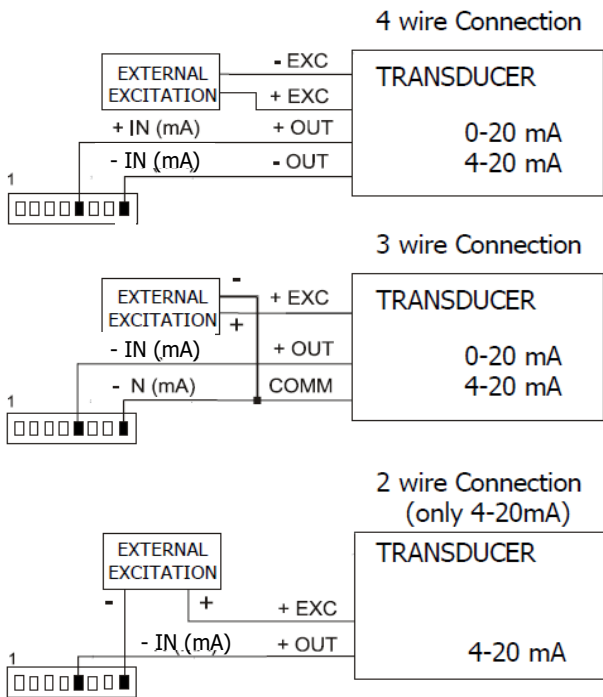 4 wire Connection
EXTERNAL
EXCITATION
- EXC
+ EXC
TRANSDUCER
+ IN (mA)
+ OUT
0-20 mA
- IN (mA)
- OUT
4-20 mA
1
3 wire Connection
EXTERNAL
EXCITATION
-
+
+ EXC
TRANSDUCER
- IN (mA)
+ OUT
0-20 mA
- N (mA)
COMM
4-20 mA
1
2 wire Connection
(only 4-20mA)
EXTERNAL
EXCITATION
TRANSDUCER
-
+
+ EXC
- IN (mA)
+ OUT
4-20 mA
1